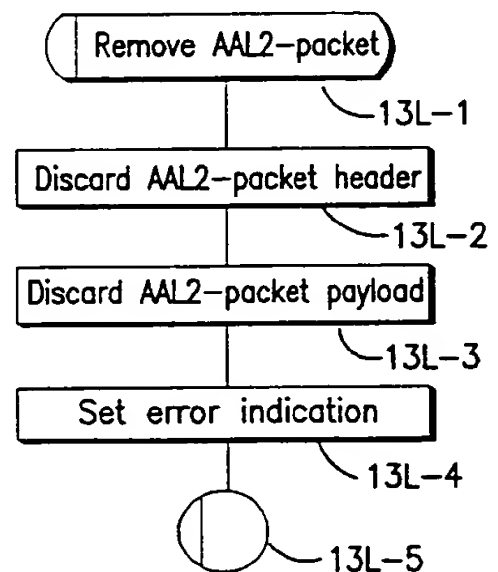 Remove AAL2-packet
13L-1
Discard AAL2-packet header
13L-2
Discard AAL2-packet payload
13L-3
Set error indication
13L-4
13L-5